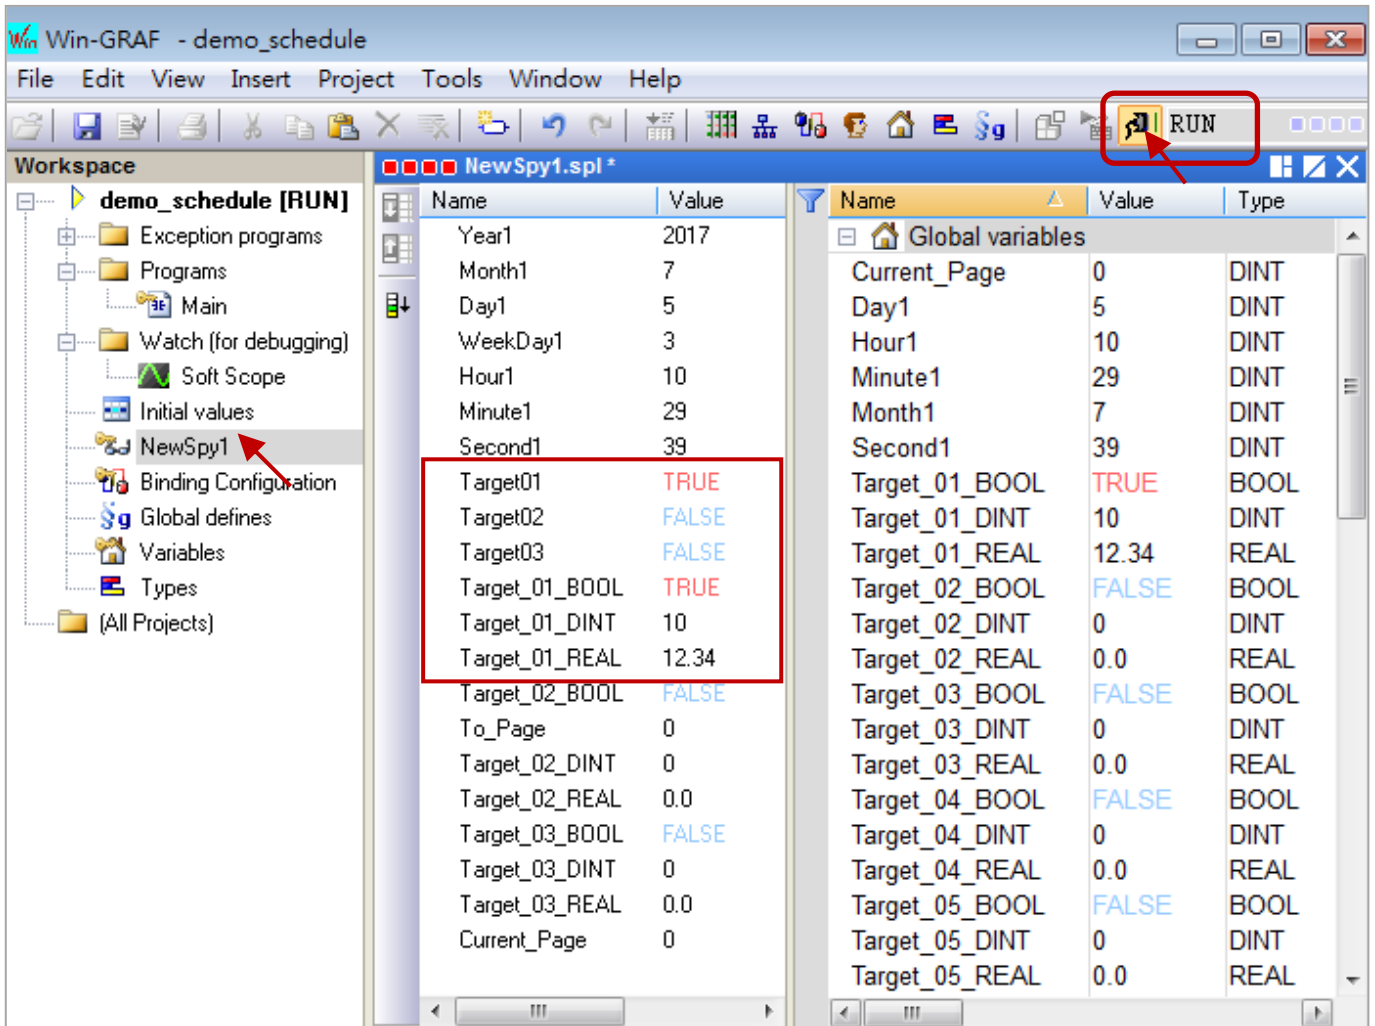 Win Win-GRAF - demo_schedule
File Edit View Insert Project Tools Window Help
RUN
Workspace
demo_schedule [RUN]
Exception programs
Programs
Main
Watch (for debugging)
Soft Scope
Initial values
NewSpy1
Binding Configuration
Global defines
Variables
Types
(All Projects)
NewSpy1.spl *
Name Value
Year1 2017
Month1 7
Day1 5
WeekDay1 3
Hour1 10
Minute1 29
Second1 39
Target01 TRUE
Target02 FALSE
Target03 FALSE
Target_01_BOOL TRUE
Target_01_DINT 10
Target_01_REAL 12.34
Target_02_BOOL FALSE
To_Page 0
Target_02_DINT 0
Target_02_REAL 0.0
Target_03_BOOL FALSE
Target_03_DINT 0
Target_03_REAL 0.0
Current_Page 0
Name Value Type
Global variables
Current_Page 0 DINT
Day1 5 DINT
Hour1 10 DINT
Minute1 29 DINT
Month1 7 DINT
Second1 39 DINT
Target_01_BOOL TRUE BOOL
Target_01_DINT 10 DINT
Target_01_REAL 12.34 REAL
Target_02_BOOL FALSE BOOL
Target_02_DINT 0 DINT
Target_02_REAL 0.0 REAL
Target_03_BOOL FALSE BOOL
Target_03_DINT 0 DINT
Target_03_REAL 0.0 REAL
Target_04_BOOL FALSE BOOL
Target_04_DINT 0 DINT
Target_04_REAL 0.0 REAL
Target_05_BOOL FALSE BOOL
Target_05_DINT 0 DINT
Target_05_REAL 0.0 REAL